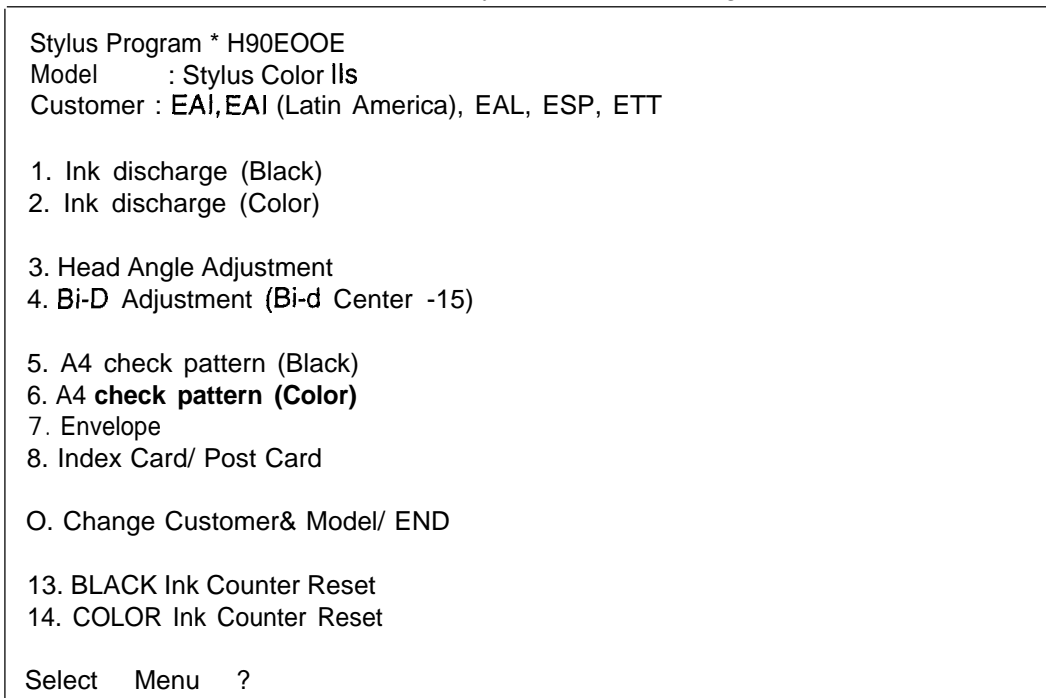 Stylus Program * H90EOOE
Model : Stylus Color IIs
Customer : EAI, EAI (Latin America), EAL, ESP, ETT
1. Ink discharge (Black)
2. Ink discharge (Color)
3. Head Angle Adjustment
4. Bi-D Adjustment (Bi-d Center -15)
5. A4 check pattern (Black)
6. A4 check pattern (Color)
7. Envelope
8. Index Card/ Post Card
O. Change Customer& Model/ END
13. BLACK Ink Counter Reset
14. COLOR Ink Counter Reset
Select Menu ?